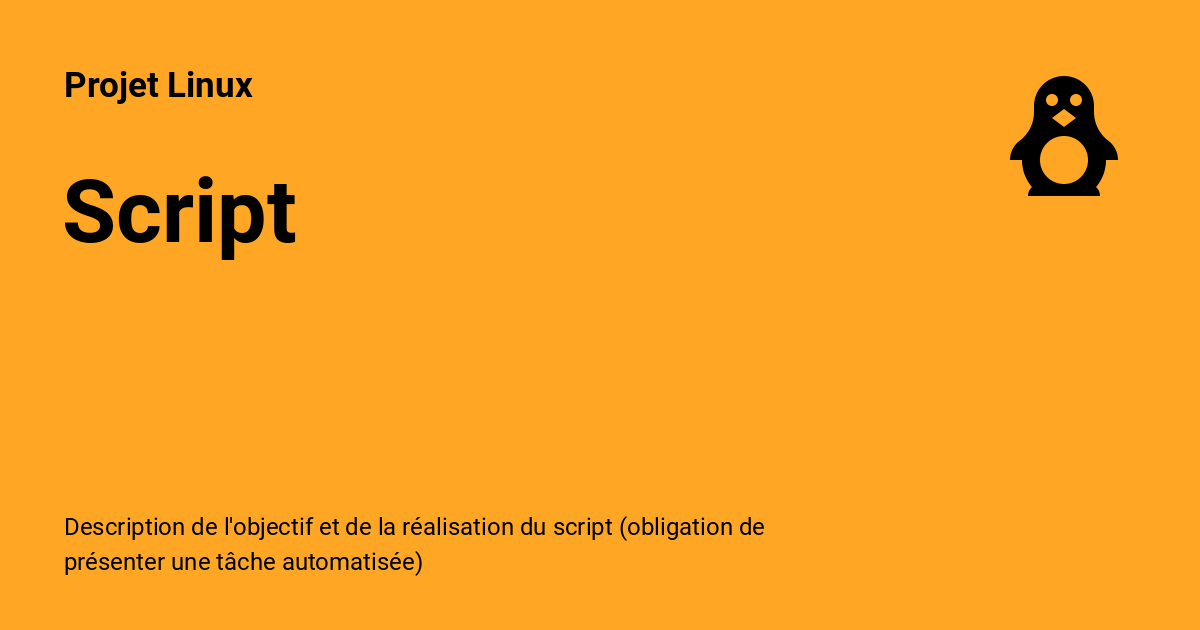 Projet Linux
Script
Description de l'objectif et de la réalisation du script (obligation de
présenter une tâche automatisée)